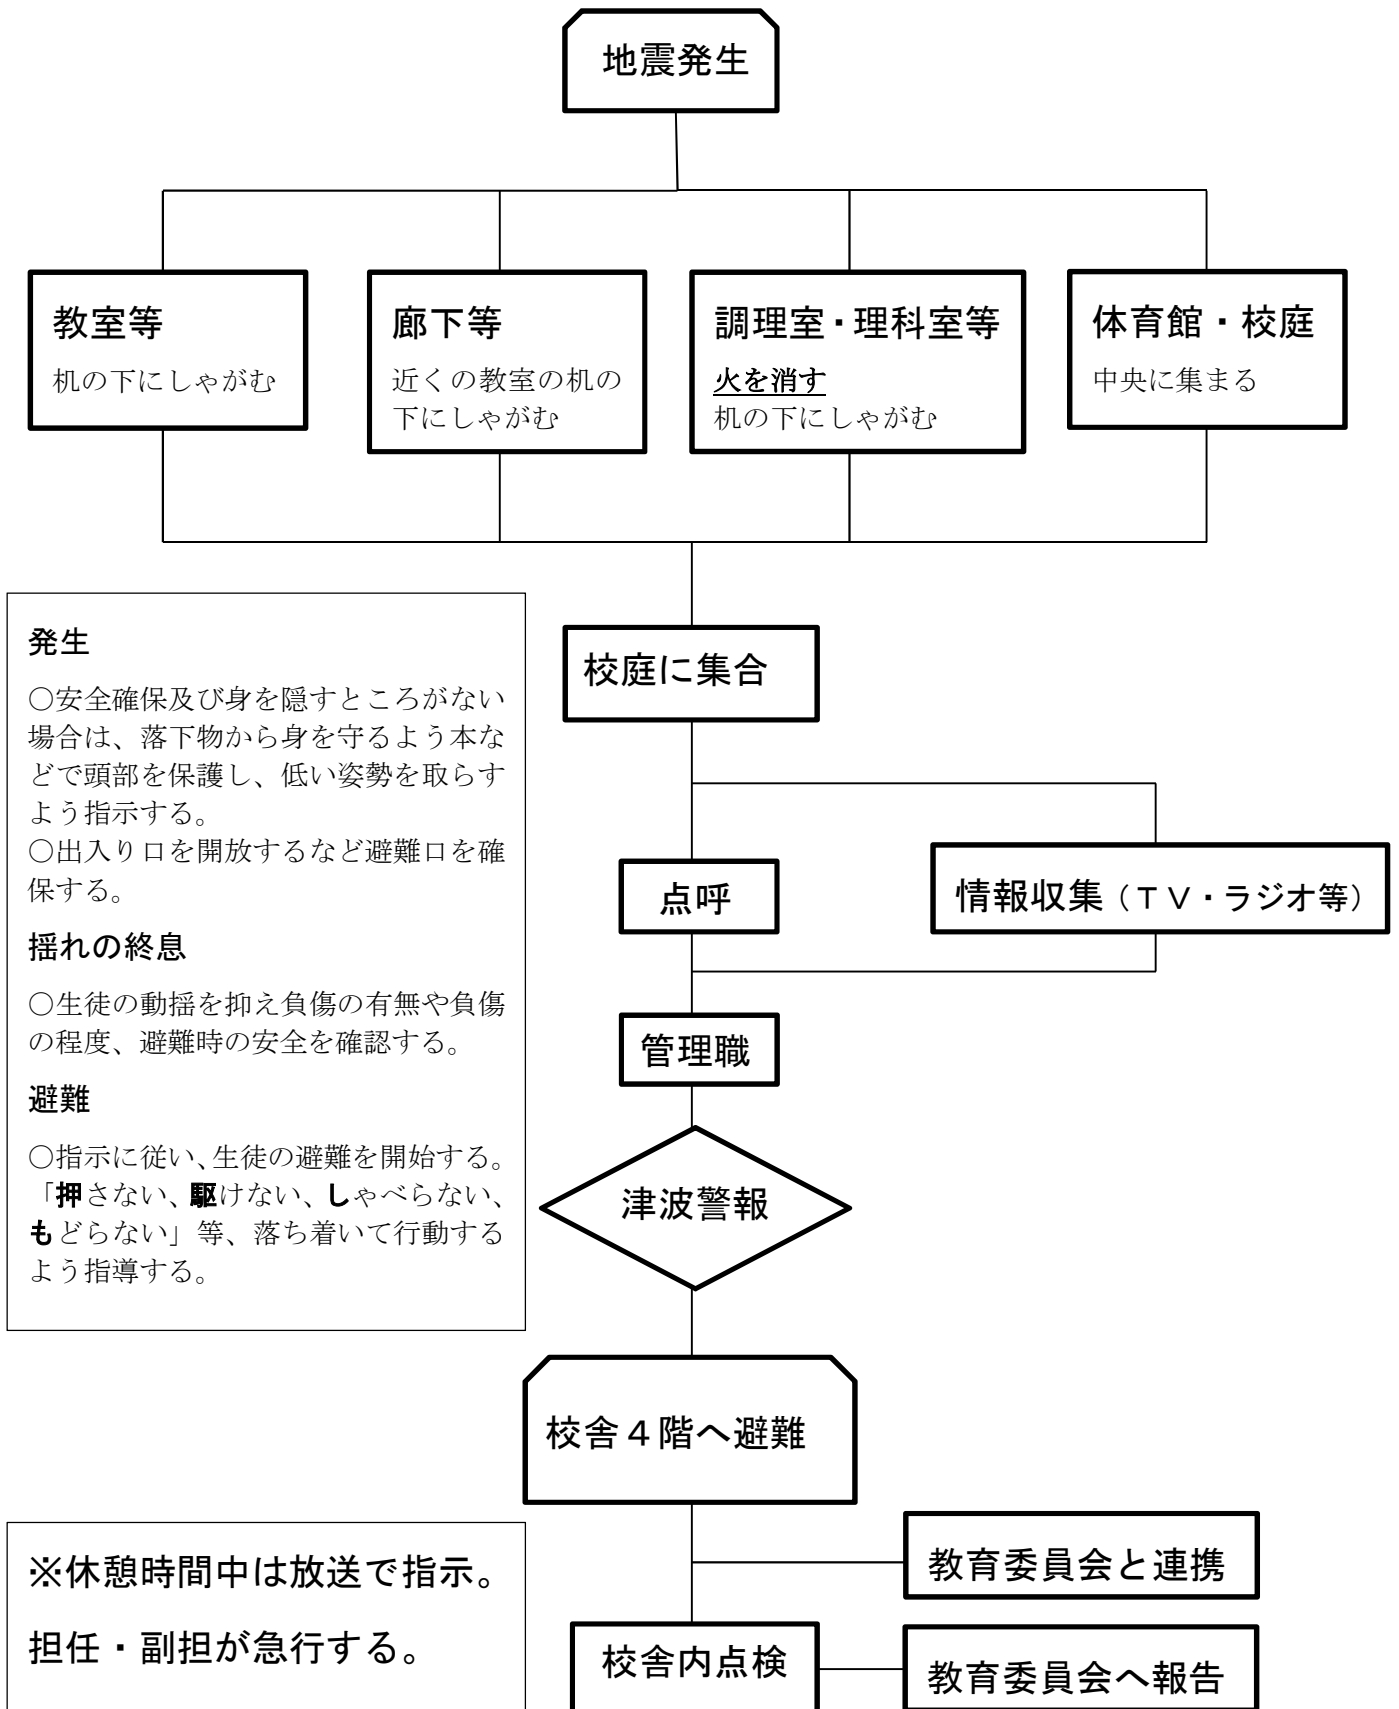 地震発生
教室等
机の下にしゃがむ
廊下等
近くの教室の机の
下にしゃがむ
調理室・理科室等
火を消す
机の下にしゃがむ
体育館・校庭
中央に集まる
校庭に集合
発生
○安全確保及び身を隠すところがない
場合は、落下物から身を守るよう本な
どで頭部を保護し、低い姿勢を取らす
よう指示する。
○出入り口を開放するなど避難口を確
保する。
揺れの終息
○生徒の動揺を抑え負傷の有無や負傷
の程度、避難時の安全を確認する。
避難
○指示に従い、生徒の避難を開始する。
「押さない、駆けない、しゃべらない、
もどらない」等、落ち着いて行動する
よう指導する。
点呼
情報収集（ＴＶ・ラジオ等）
管理職
津波警報
校舎４階へ避難
※休憩時間中は放送で指示。
担任・副担が急行する。
教育委員会と連携
校舎内点検
教育委員会へ報告